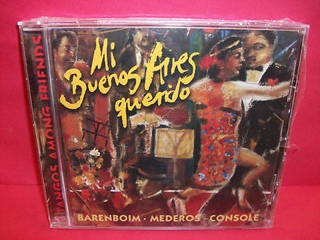 Mi
Buenos Aires
querido
BARENBOIM · MEDEROS · CONSOLE
TANGOS AMONG FRIENDS